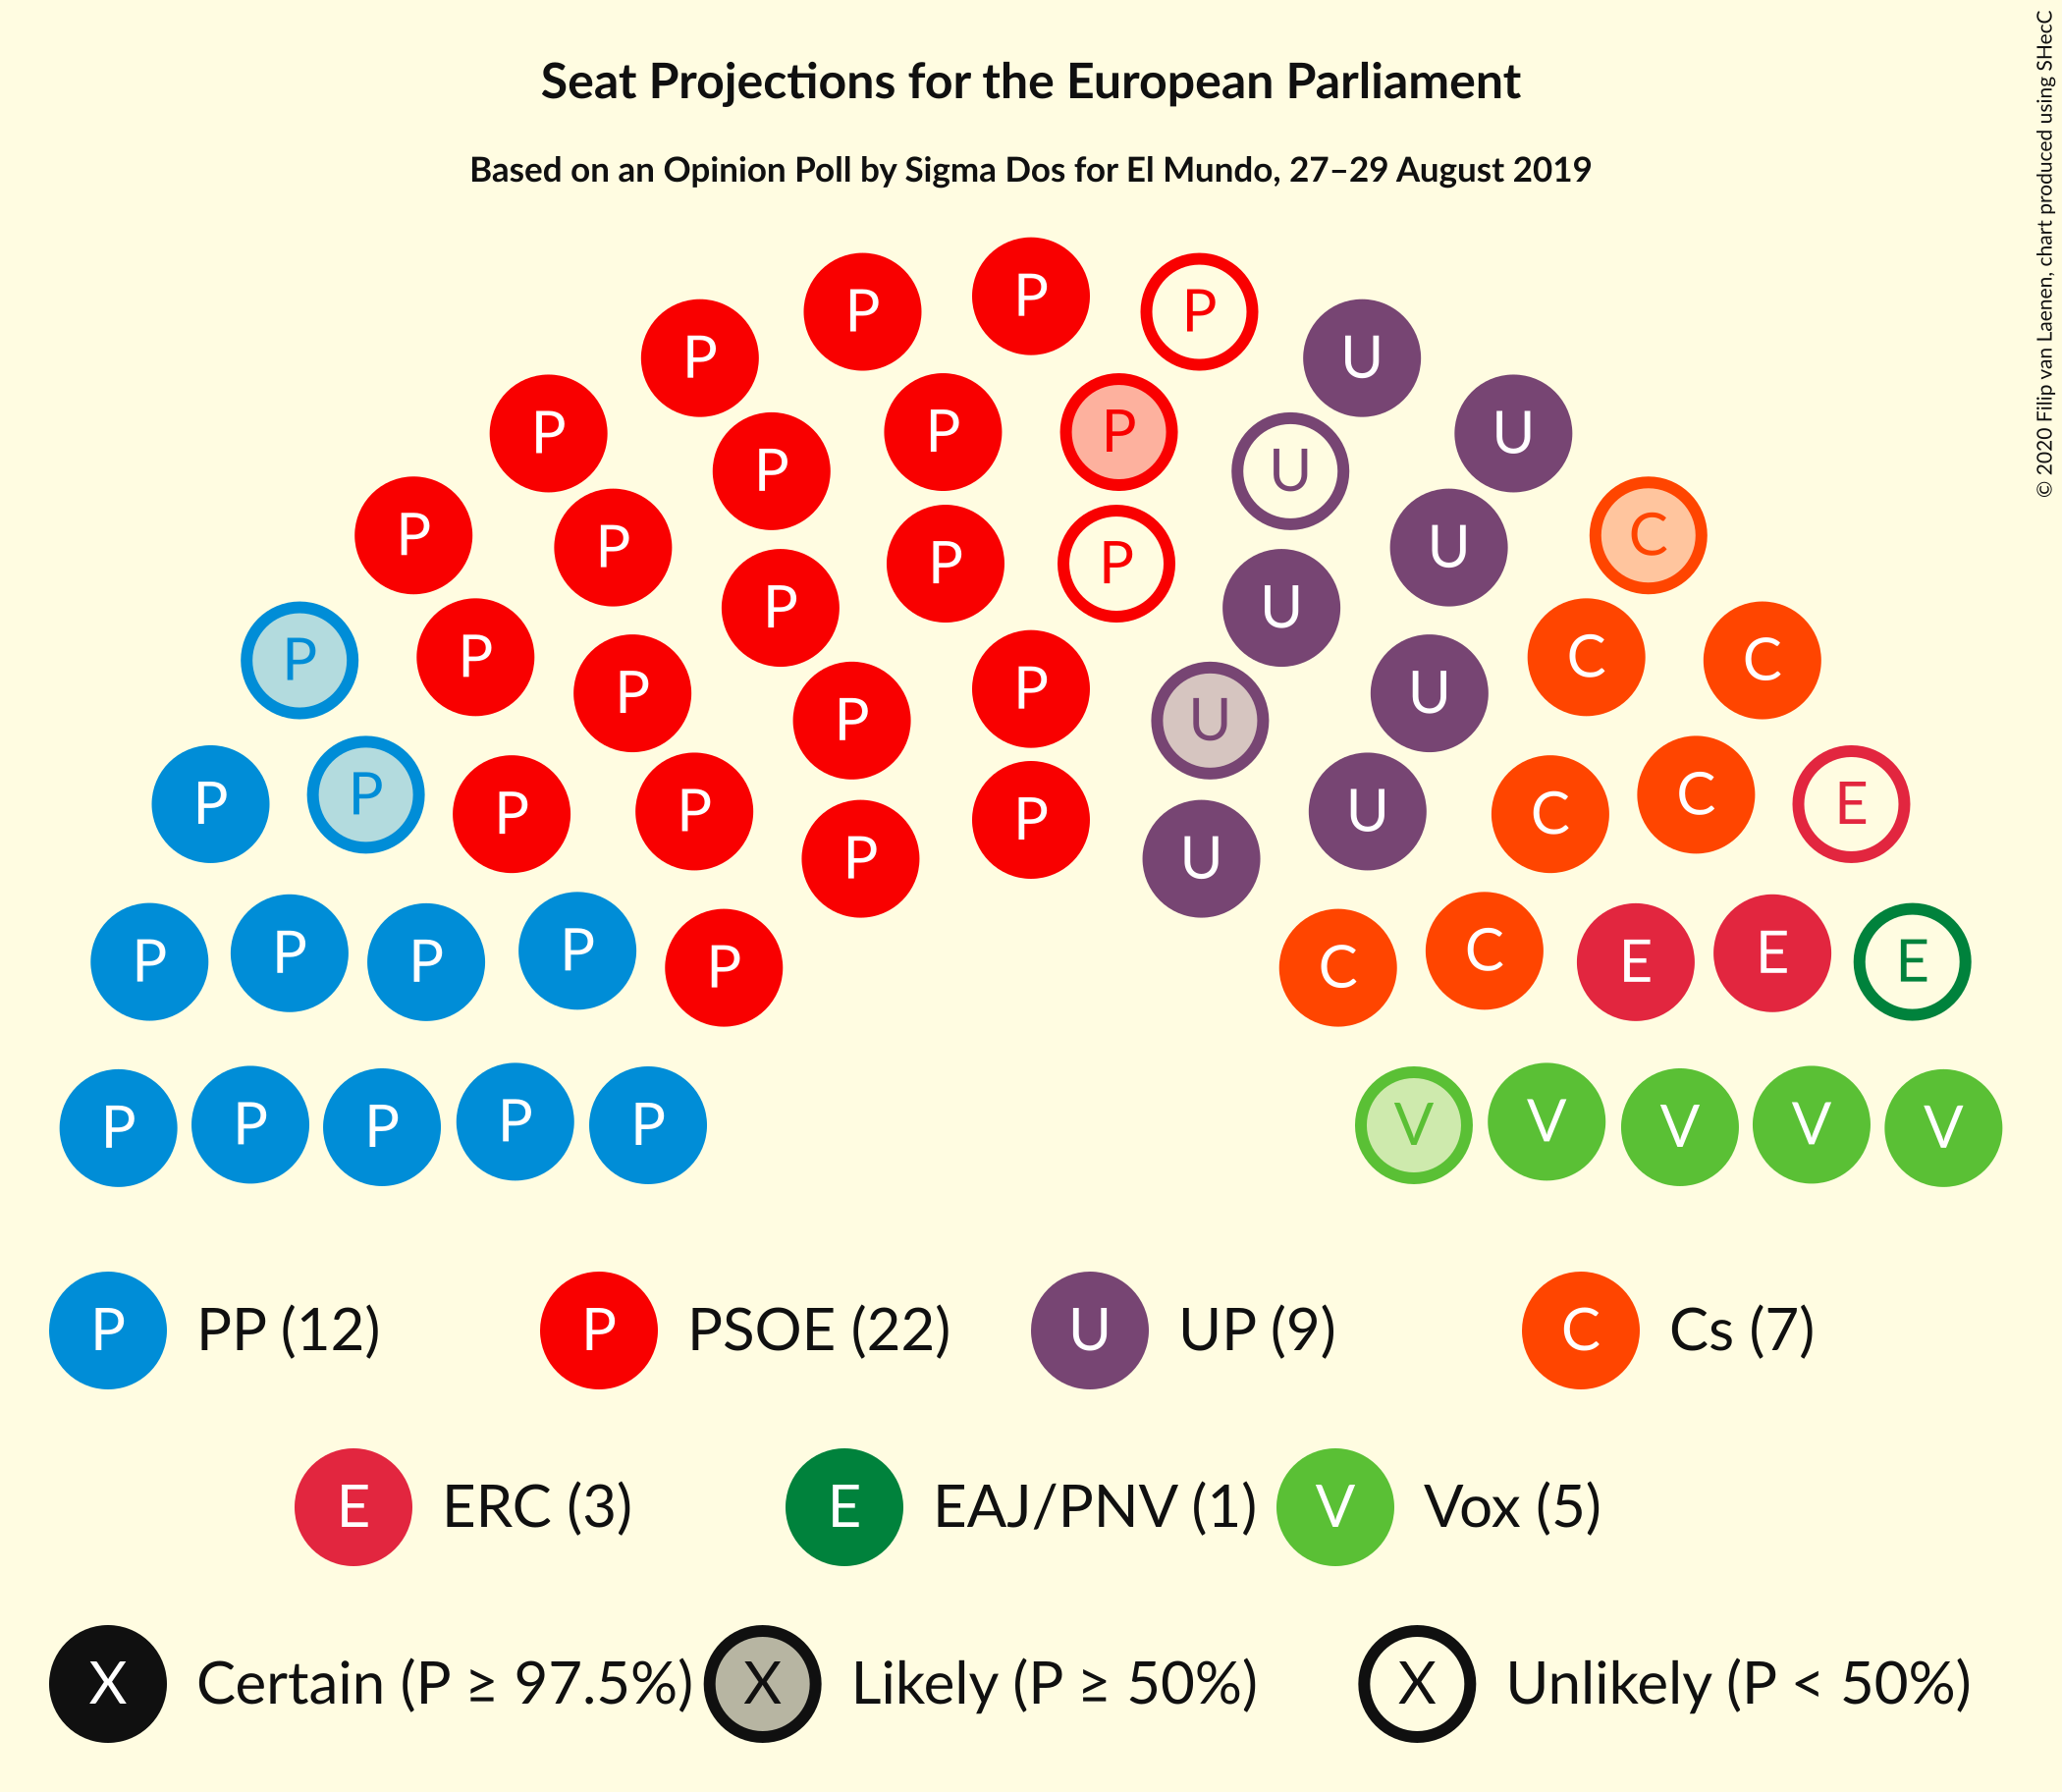 Seat Projections for the European Parliament
Based on an Opinion Poll by Sigma Dos for El Mundo, 27–29 August 2019
© 2020 Filip van Laenen, chart produced using SHecC
P P P
P U
P P P U
P U
P P U C
P P
P U
P P C C
P P U
P U
P P P P P U C C E
P U
P P P P P C C E E E
P P P P P V V V V V
P PP (12) P PSOE (22) U UP (9) C Cs (7)
E ERC (3) E EAJ/PNV (1) V Vox (5)
X Certain (P ≥ 97.5%) X Likely (P ≥ 50%) X Unlikely (P < 50%)